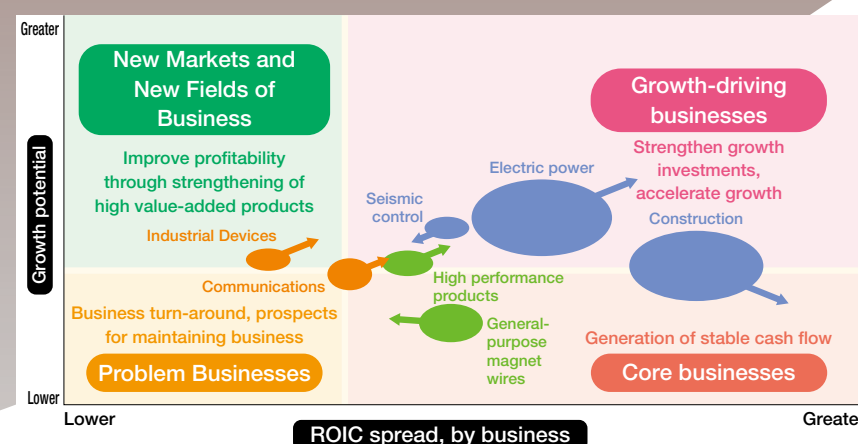 Greater
New Markets and
New Fields of
Business
Growth-driving
businesses
Improve profitability
through strengthening of
high value-added products
Strengthen growth
investments,
accelerate growth
Electric power
Seismic
control
Construction
Industrial Devices
Growth potential
Communications
High performance
products
Business turn-around, prospects
for maintaining business
General-
purpose
magnet
wires
Generation of stable cash flow
Problem Businesses
Core businesses
Lower
Lower
Greate
ROIC spread, by business